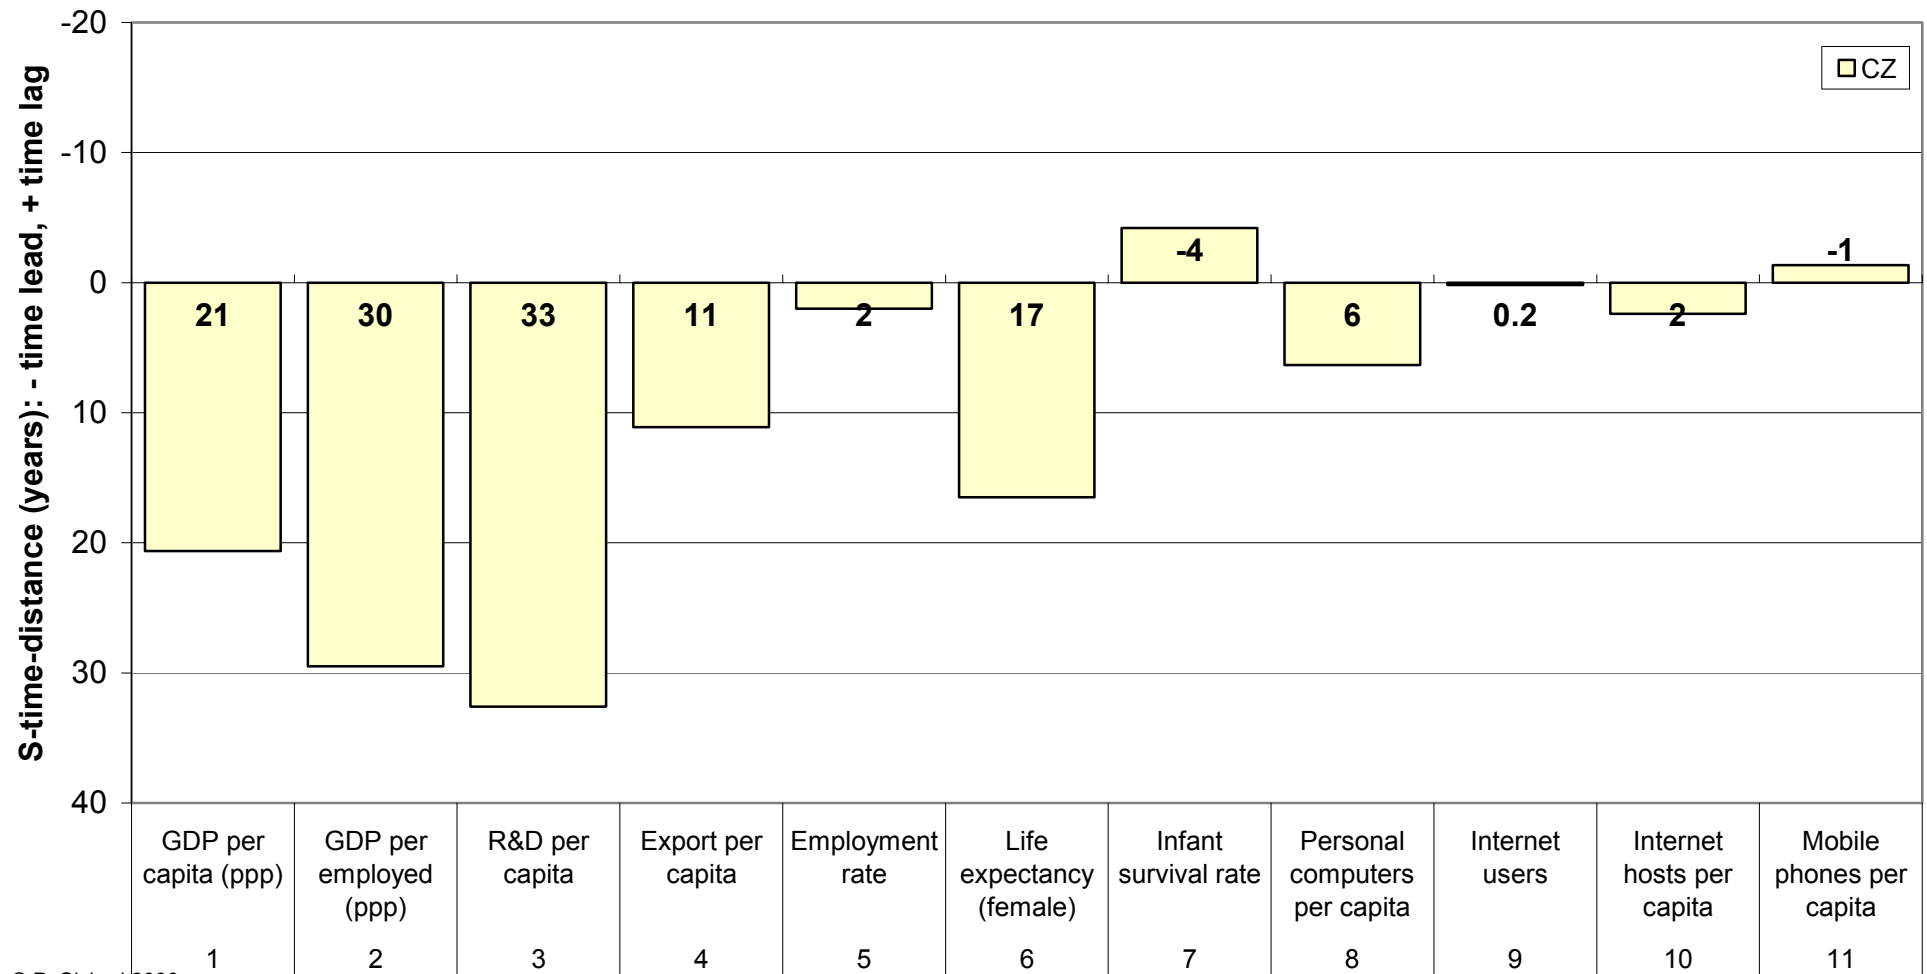 S-time-distance (years): - time lead, + time lag
-20
-10
0
10
20
30
40
CZ
21
30
33
11
2
17
-4
6
0.2
2
-1
GDP per
capita (ppp)
GDP per
employed
(ppp)
R&D per
capita
Export per
capita
Employment
rate
Life
expectancy
(female)
Infant
survival rate
Personal
computers
per capita
Internet
users
Internet
hosts per
capita
Mobile
phones per
capita
1
2
3
4
5
6
7
8
9
10
11